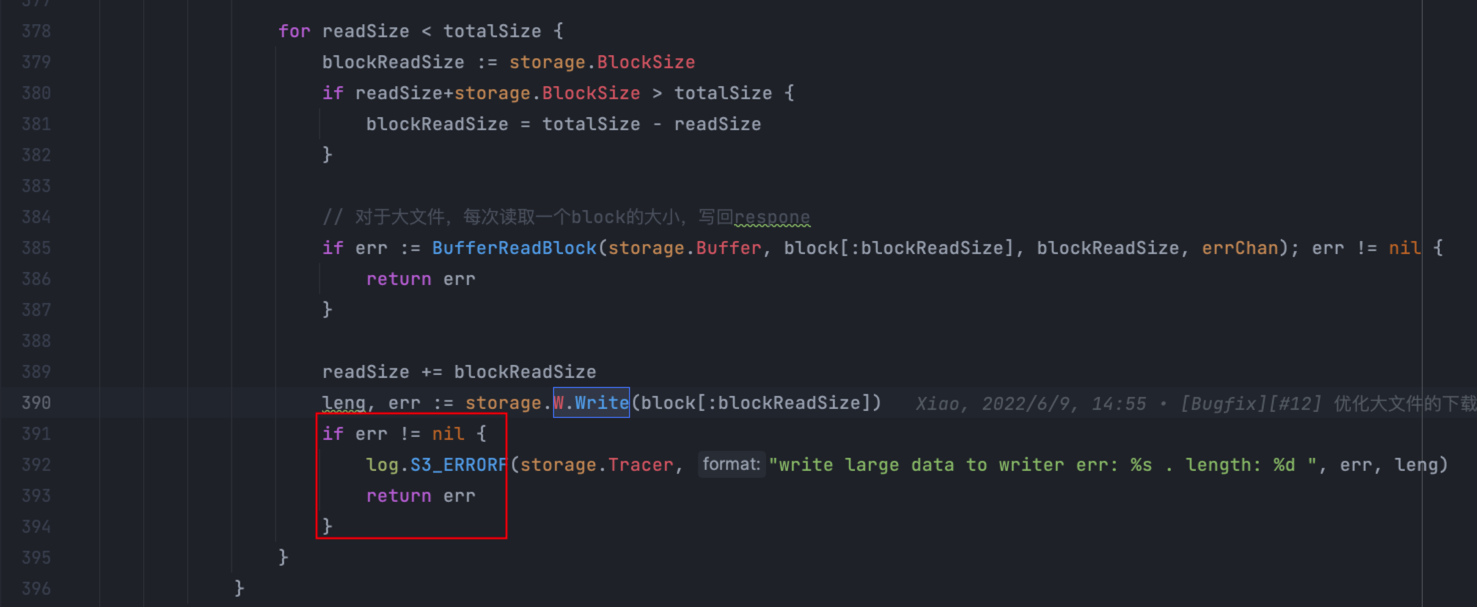 377
378 for readSize < totalSize {
379 blockReadSize := storage.BlockSize
380 if readSize+storage.BlockSize > totalSize {
381 blockReadSize = totalSize - readSize
382 }
383
384 // 对于大文件，每次读取一个block的大小，写回respone
385 if err := BufferReadBlock(storage.Buffer, block[:blockReadSize], blockReadSize, errChan); err != nil {
386 return err
387 }
388
389 readSize += blockReadSize
390 leng, err := storage.W.Write(block[:blockReadSize]) Xiao, 2022/6/9, 14:55 • [Bugfix][#12] 优化大文件的下载
391 if err != nil {
392 log.S3_ERRORF(storage.Tracer, format: "write large data to writer err: %s . length: %d ", err, leng)
393 return err
394 }
395 }
396 }